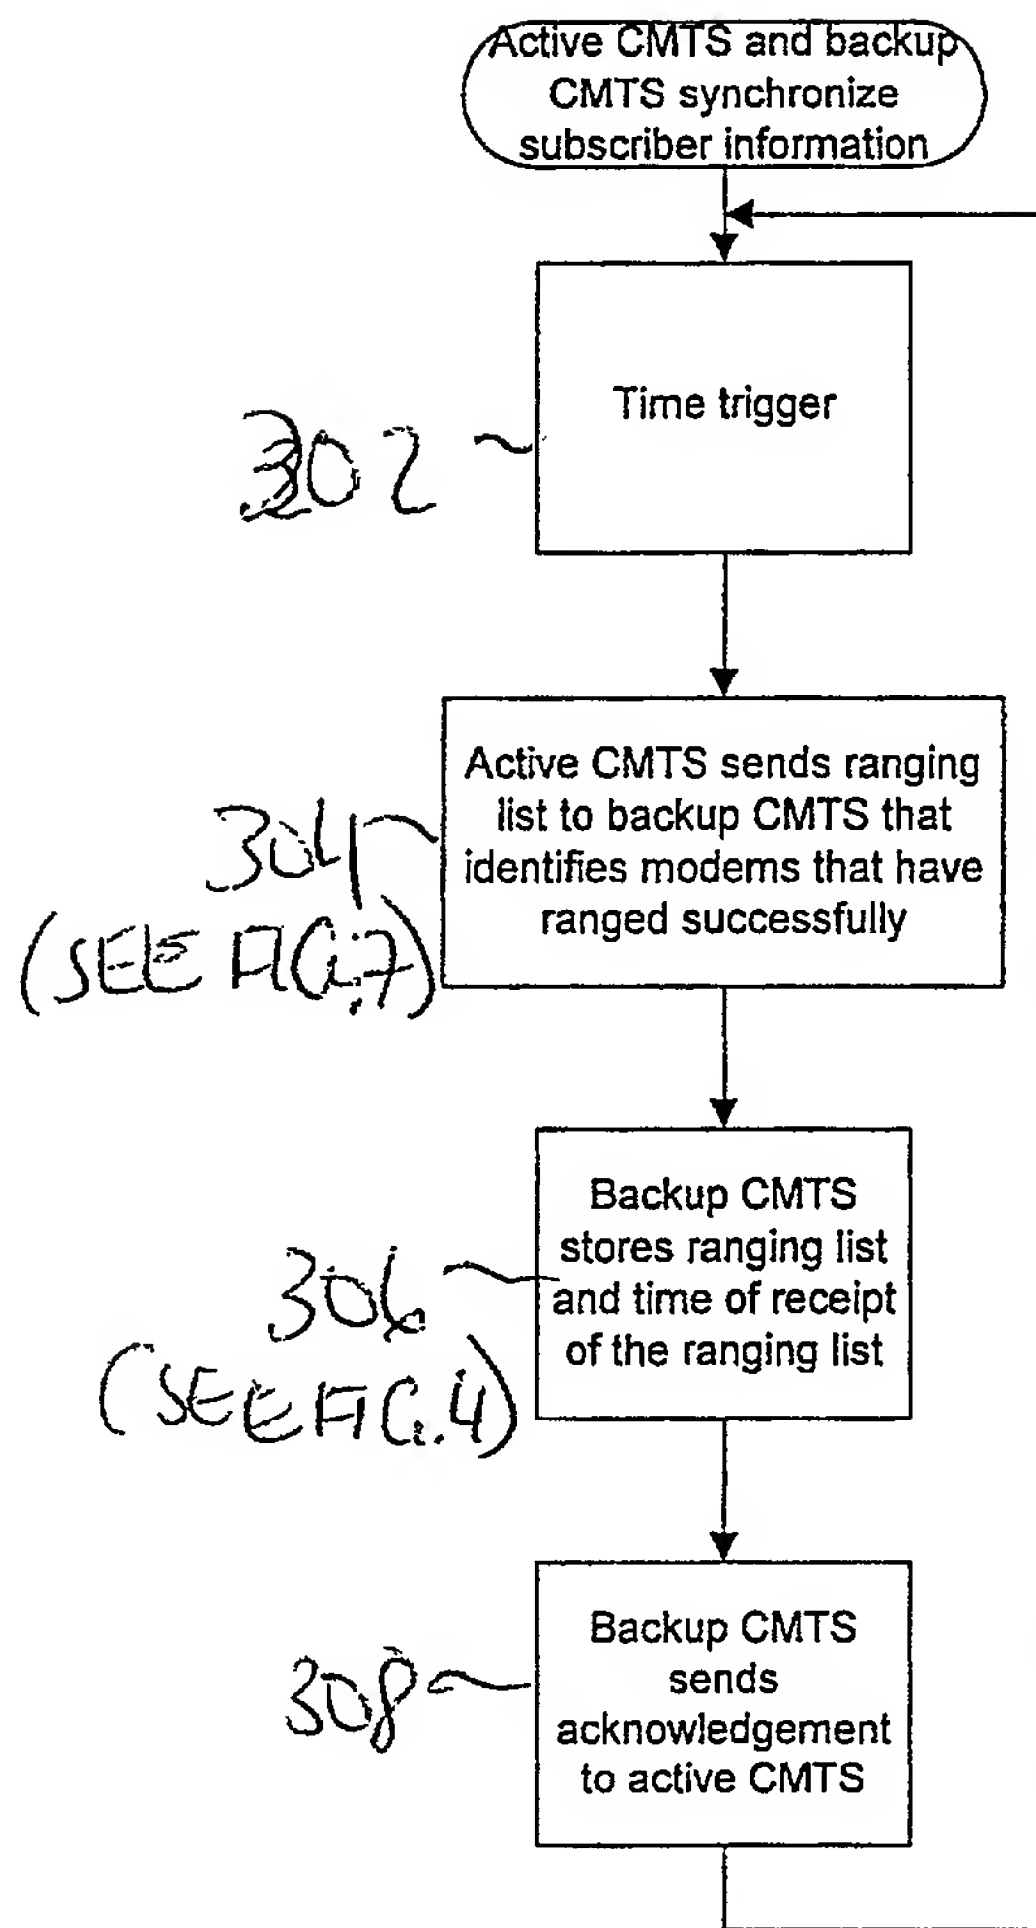 Active CMTS and backup
CMTS synchronize
subscriber information
Time trigger
302
Active CMTS sends ranging
list to backup CMTS that
identifies modems that have
ranged successfully
304
(SEE FIG. 7)
Backup CMTS
stores ranging list
and time of receipt
of the ranging list
306
(SEE FIG. 4)
Backup CMTS
sends
acknowledgement
to active CMTS
308